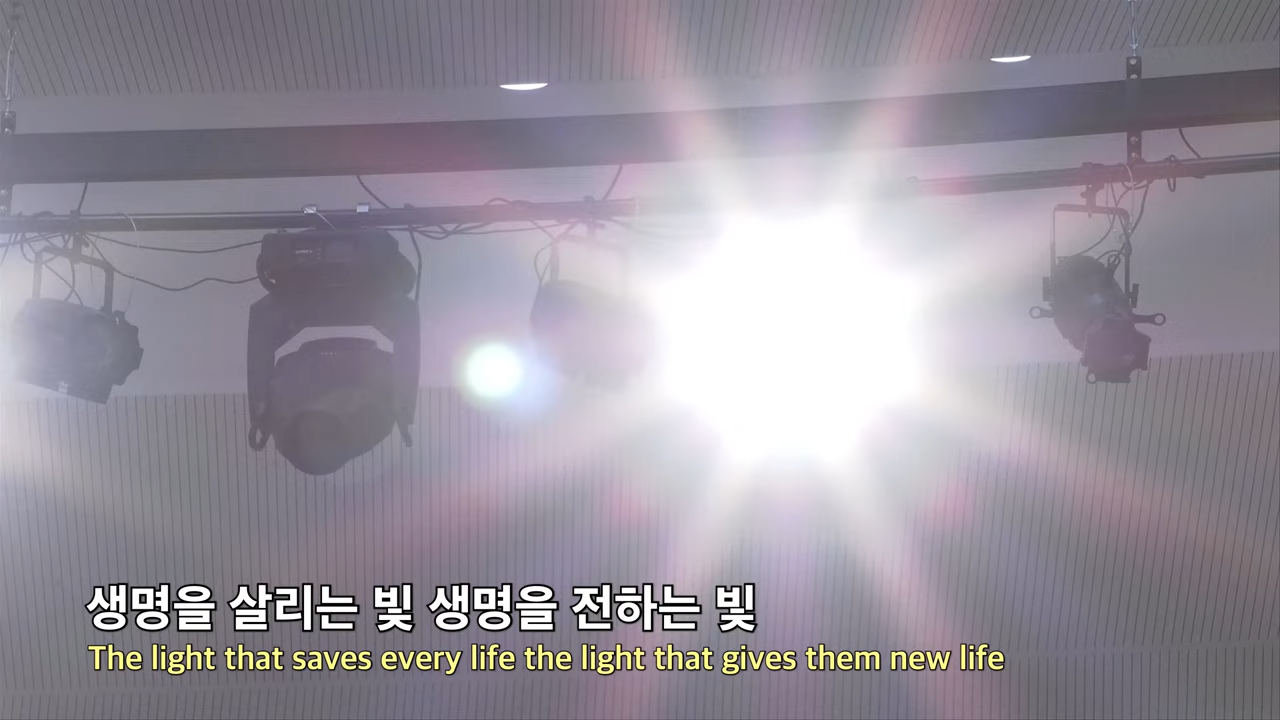 생명을 살리는 빛 생명을 전하는 빛
The light that saves every life the light that gives them new life